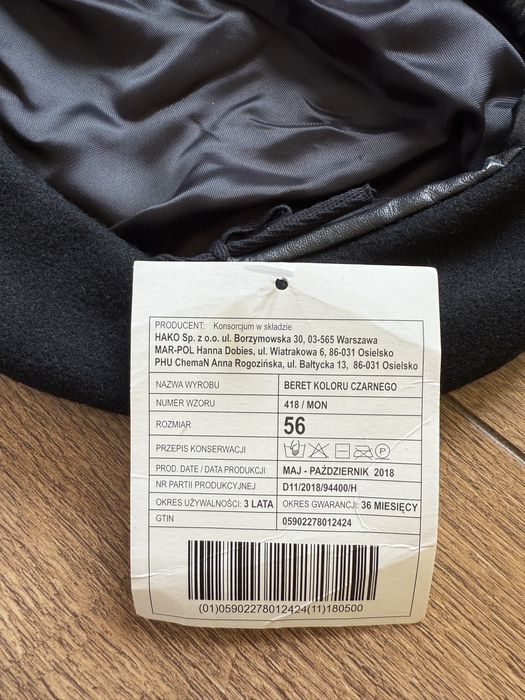 PRODUCENT: Konsorcjum w składzie
HAKO Sp. z o.o. ul. Borzymowska 30, 03-565 Warszawa
MAR-POL Hanna Dobies, ul. Wiatrakowa 6, 86-031 Osielsko
PHU ChemaN Anna Rogozińska, ul. Bałtycka 13, 86-031 Osielsko
NAZWA WYROBU BERET KOLORU CZARNEGO
NUMER WZORU 418 / MON
ROZMIAR 56
PRZEPIS KONSERWACJI P
PROD. DATE / DATA PRODUKCJI MAJ - PAŹDZIERNIK 2018
NR PARTII PRODUKCYJNEJ D11/2018/94400/H
OKRES UŻYWALNOŚCI: 3 LATA OKRES GWARANCJI: 36 MIESIĘCY
GTIN 05902278012424
(01)05902278012424(11)180500